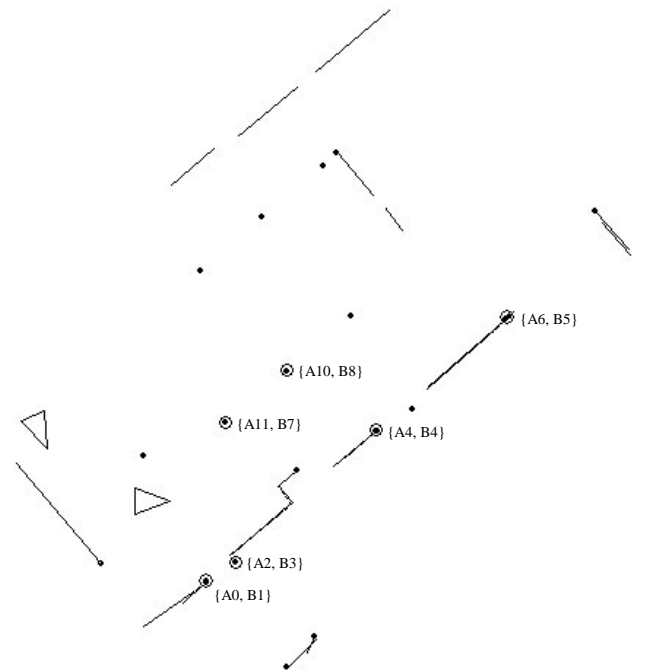 {A6, B5}
{A10, B8}
{A11, B7}
{A4, B4}
{A2, B3}
{A0, B1}